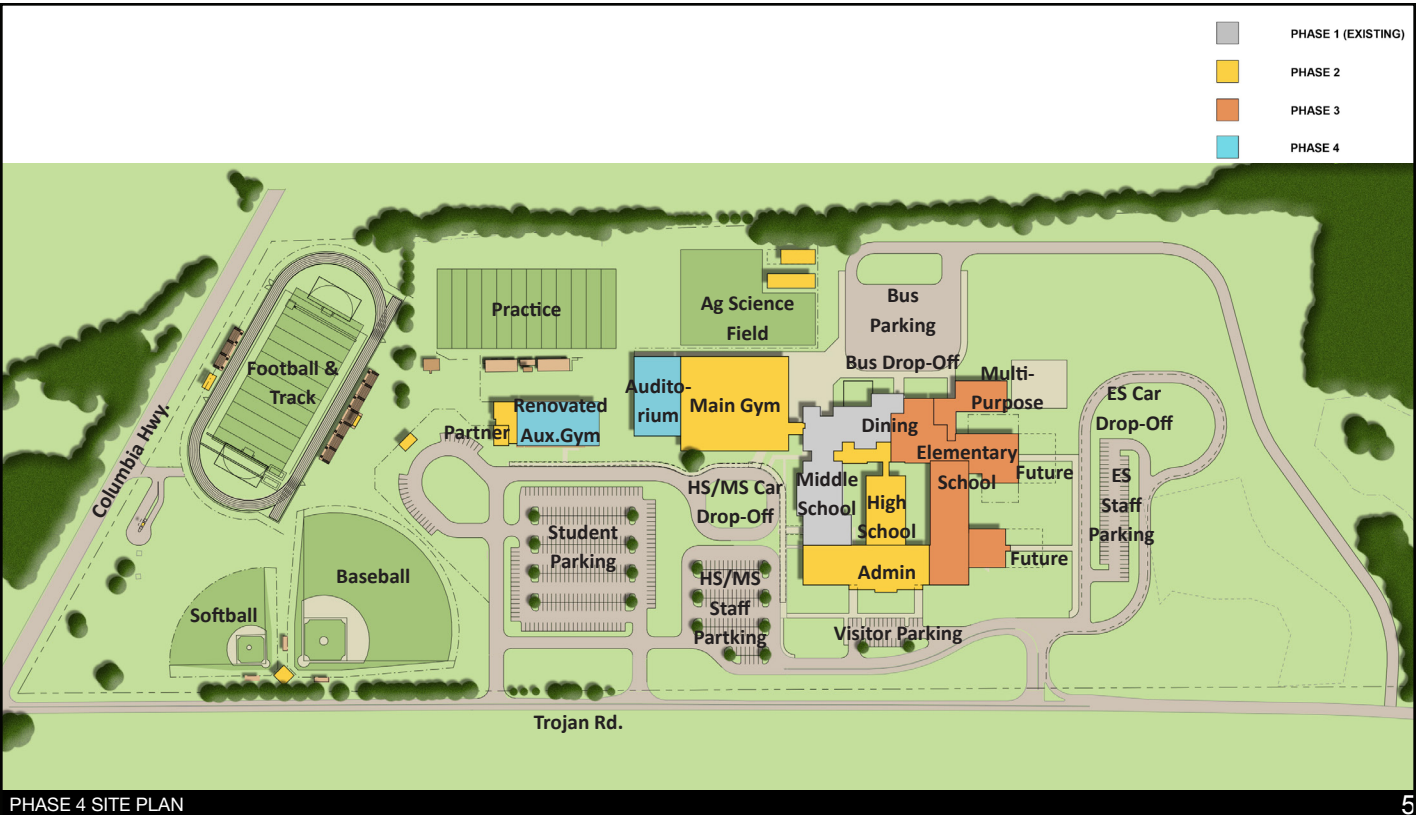 PHASE 1 (EXISTING)
PHASE 2
PHASE 3
PHASE 4
Columbia Hwy.
Football &
Track
Practice
Ag Science
Field
Bus
Parking
Bus Drop-Off
Multi-
Purpose
ES Car
Drop-Off
Partner
Renovated
Aux.Gym
Audito-
rium
Main Gym
Dining
Elementary
School
Future
Middle
School
High
School
HS/MS Car
Drop-Off
ES
Staff
Parking
Student
Parking
Future
Admin
Baseball
Softball
HS/MS
Staff
Partking
Visitor Parking
Trojan Rd.
PHASE 4 SITE PLAN
5